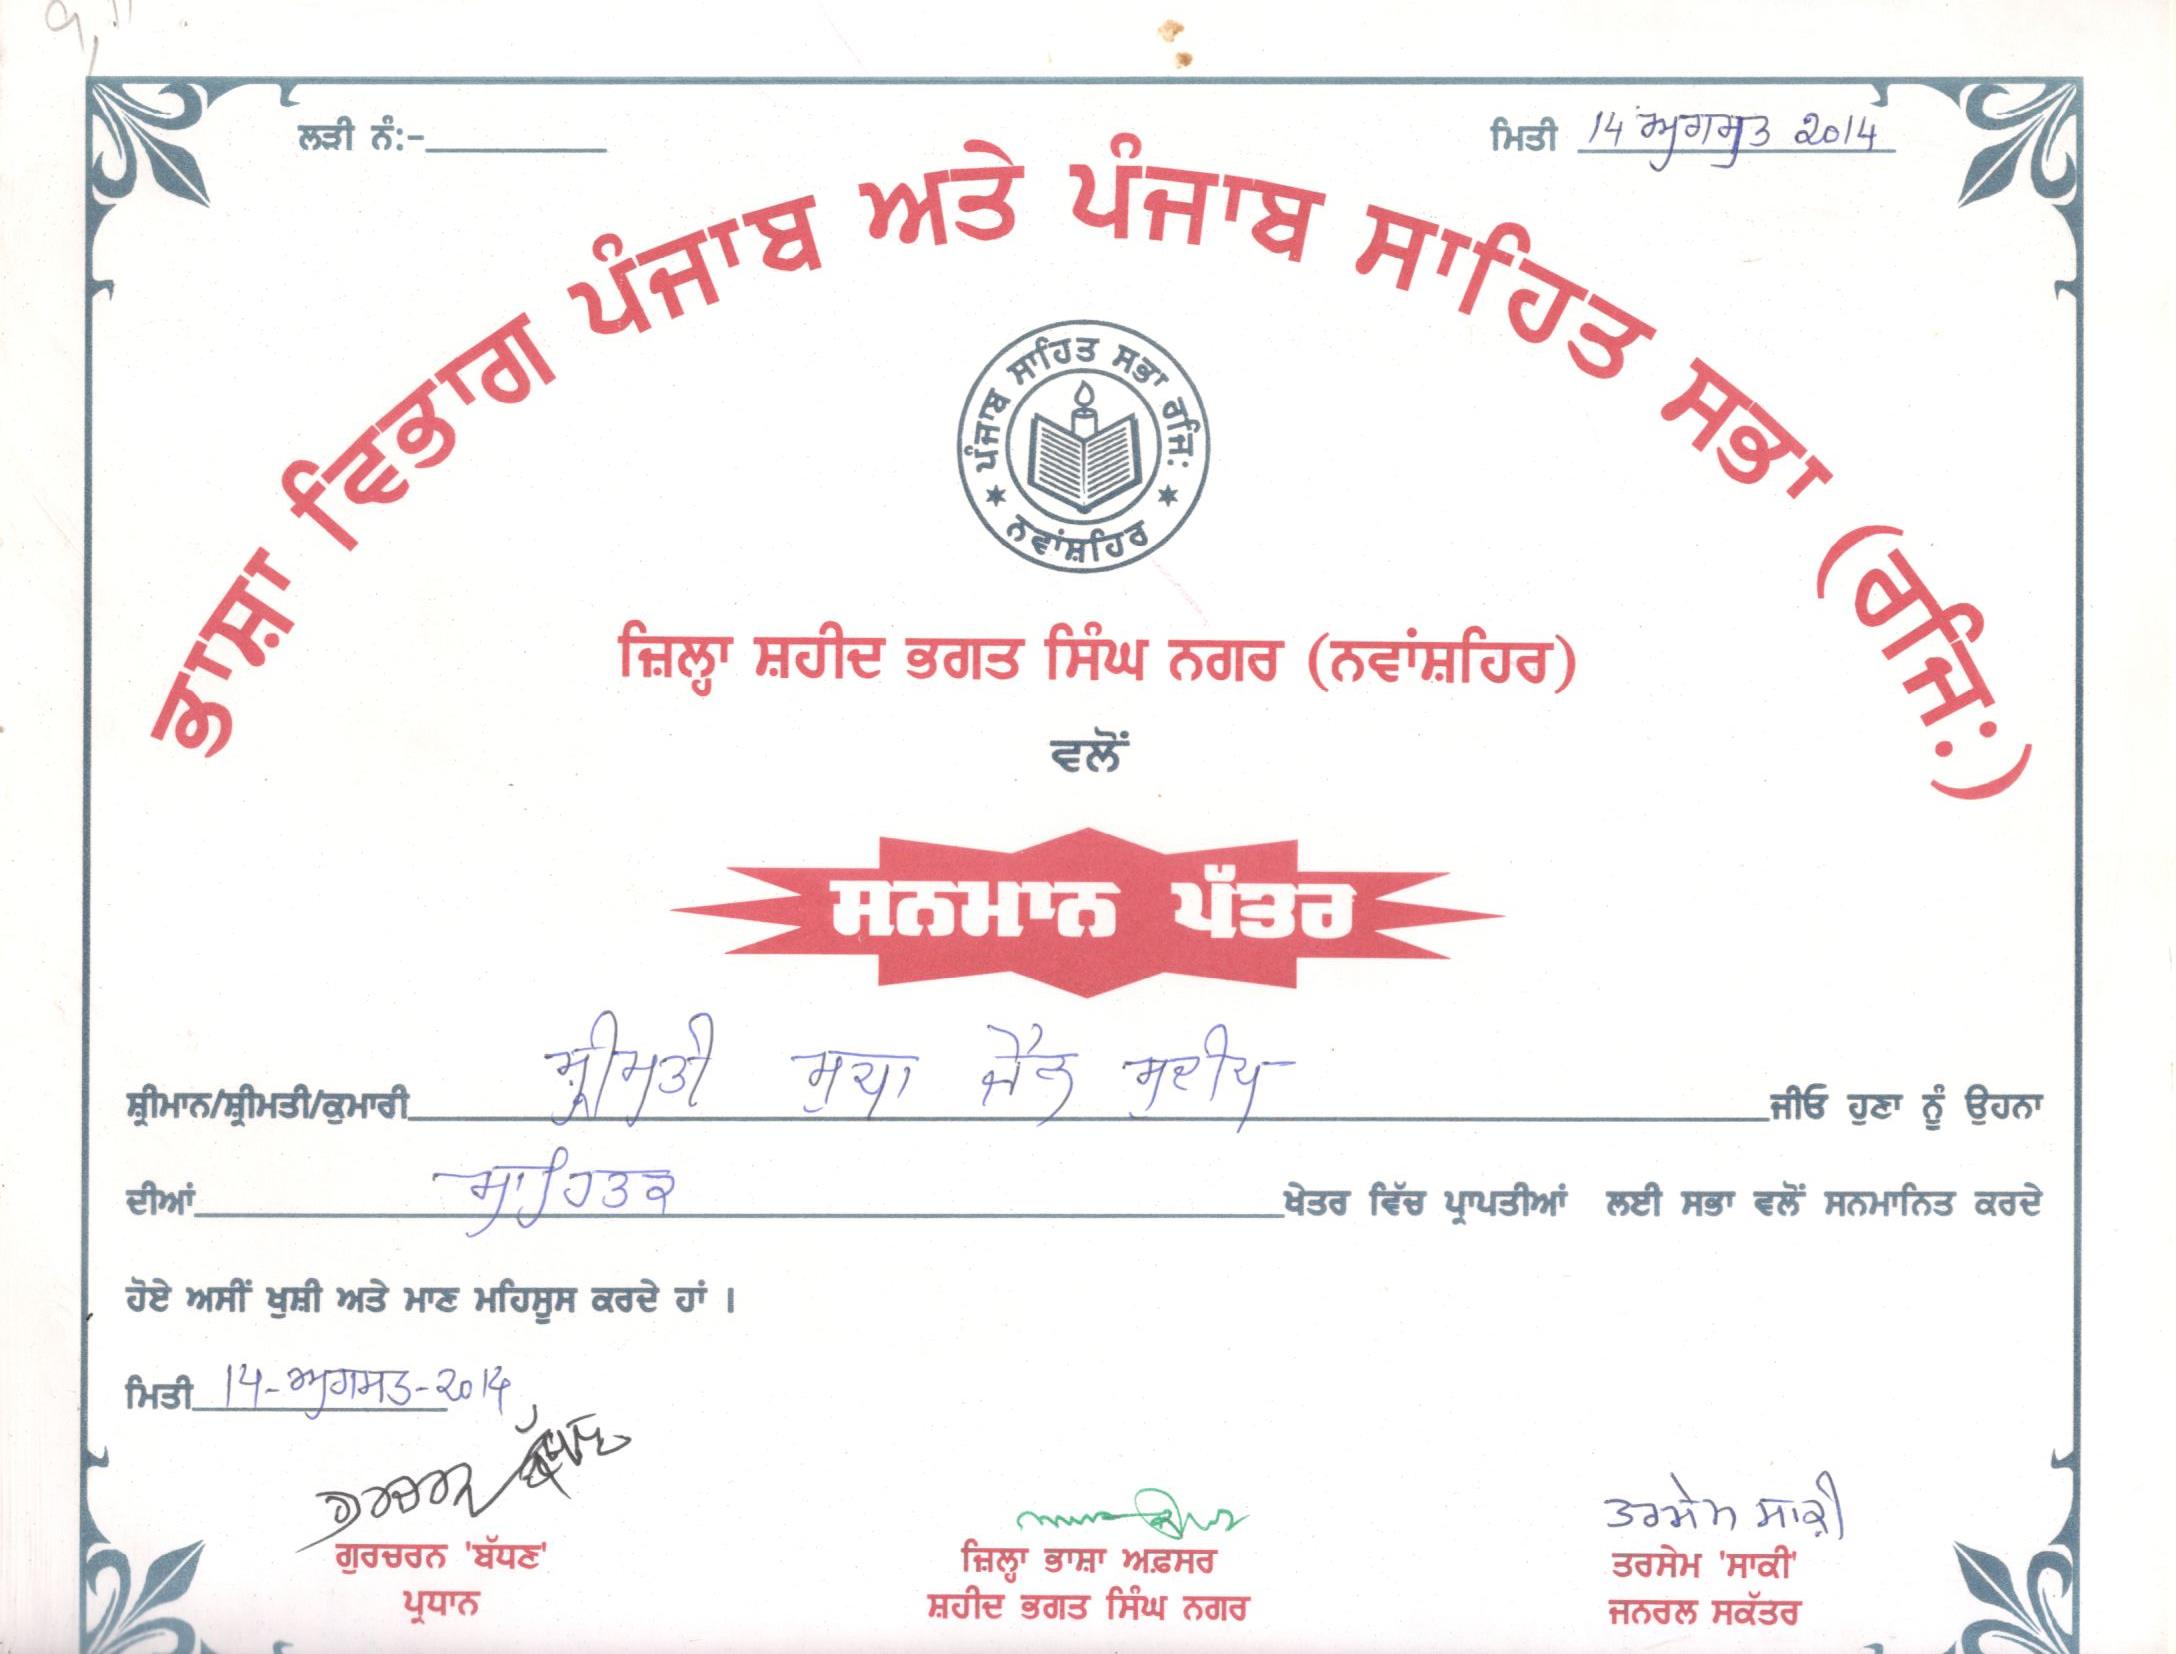 ਲੜੀ ਨੰ:-
ਮਿਤੀ 14 ਅਗਸਤ 2014
ਭਾਸ਼ਾ ਵਿਭਾਗ ਪੰਜਾਬ ਅਤੇ ਪੰਜਾਬ ਸਾਹਿਤ ਸਭਾ (ਰਜਿ:)
ਪੰਜਾਬ ਸਾਹਿਤ ਸਭਾ ਰਜਿ:
ਨਵਾਂਸ਼ਹਿਰ
ਜ਼ਿਲ੍ਹਾ ਸ਼ਹੀਦ ਭਗਤ ਸਿੰਘ ਨਗਰ (ਨਵਾਂਸ਼ਹਿਰ)
ਵਲੋਂ
ਸਨਮਾਨ ਪੱਤਰ
ਸ਼੍ਰੀਮਾਨ/ਸ਼੍ਰੀਮਤੀ/ਕੁਮਾਰੀ ਸ਼੍ਰੀਮਤੀ ਸੁਧਾ ਜੈਨ ਸੁਦੀਪ ਜੀਓ ਹੁਣਾ ਨੂੰ ਉਹਨਾ
ਦੀਆਂ ਸਾਹਿਤਕ ਖੇਤਰ ਵਿੱਚ ਪ੍ਰਾਪਤੀਆਂ ਲਈ ਸਭਾ ਵਲੋਂ ਸਨਮਾਨਿਤ ਕਰਦੇ
ਹੋਏ ਅਸੀਂ ਖੁਸ਼ੀ ਅਤੇ ਮਾਣ ਮਹਿਸੂਸ ਕਰਦੇ ਹਾਂ ।
ਮਿਤੀ 14-ਅਗਸਤ-2014
ਗੁਰਚਰਨ ਬੱਧਣ
ਤਰਸੇਮ ਸਾਕੀ
ਗੁਰਚਰਨ 'ਬੱਧਣ'
ਪ੍ਰਧਾਨ
ਜ਼ਿਲ੍ਹਾ ਭਾਸ਼ਾ ਅਫ਼ਸਰ
ਸ਼ਹੀਦ ਭਗਤ ਸਿੰਘ ਨਗਰ
ਤਰਸੇਮ 'ਸਾਕੀ'
ਜਨਰਲ ਸਕੱਤਰ